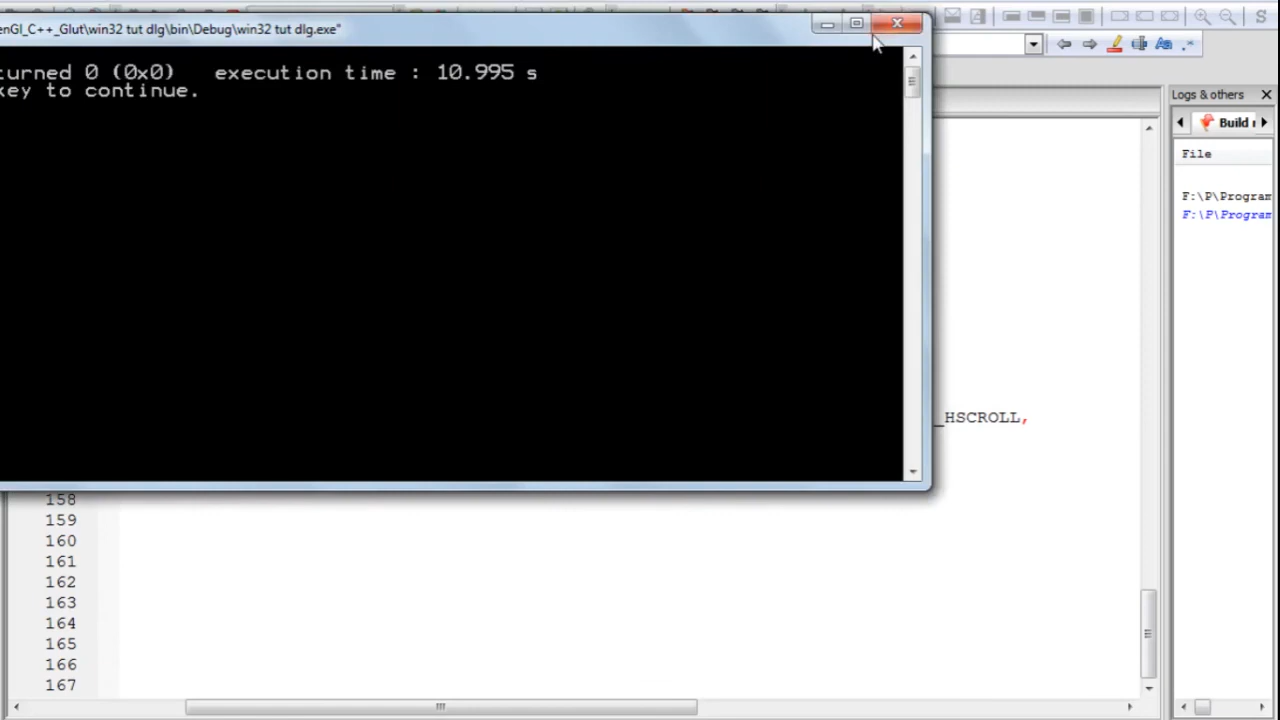 enGl_C++_Glut\win32 tut dlg\bin\Debug\win32 tut dlg.exe"
turned 0 (0x0)   execution time : 10.995 s
key to continue.
Logs & others
Build
File
F:\P\Program
F:\P\Program
_HSCROLL,
158
159
160
161
162
163
164
165
166
167